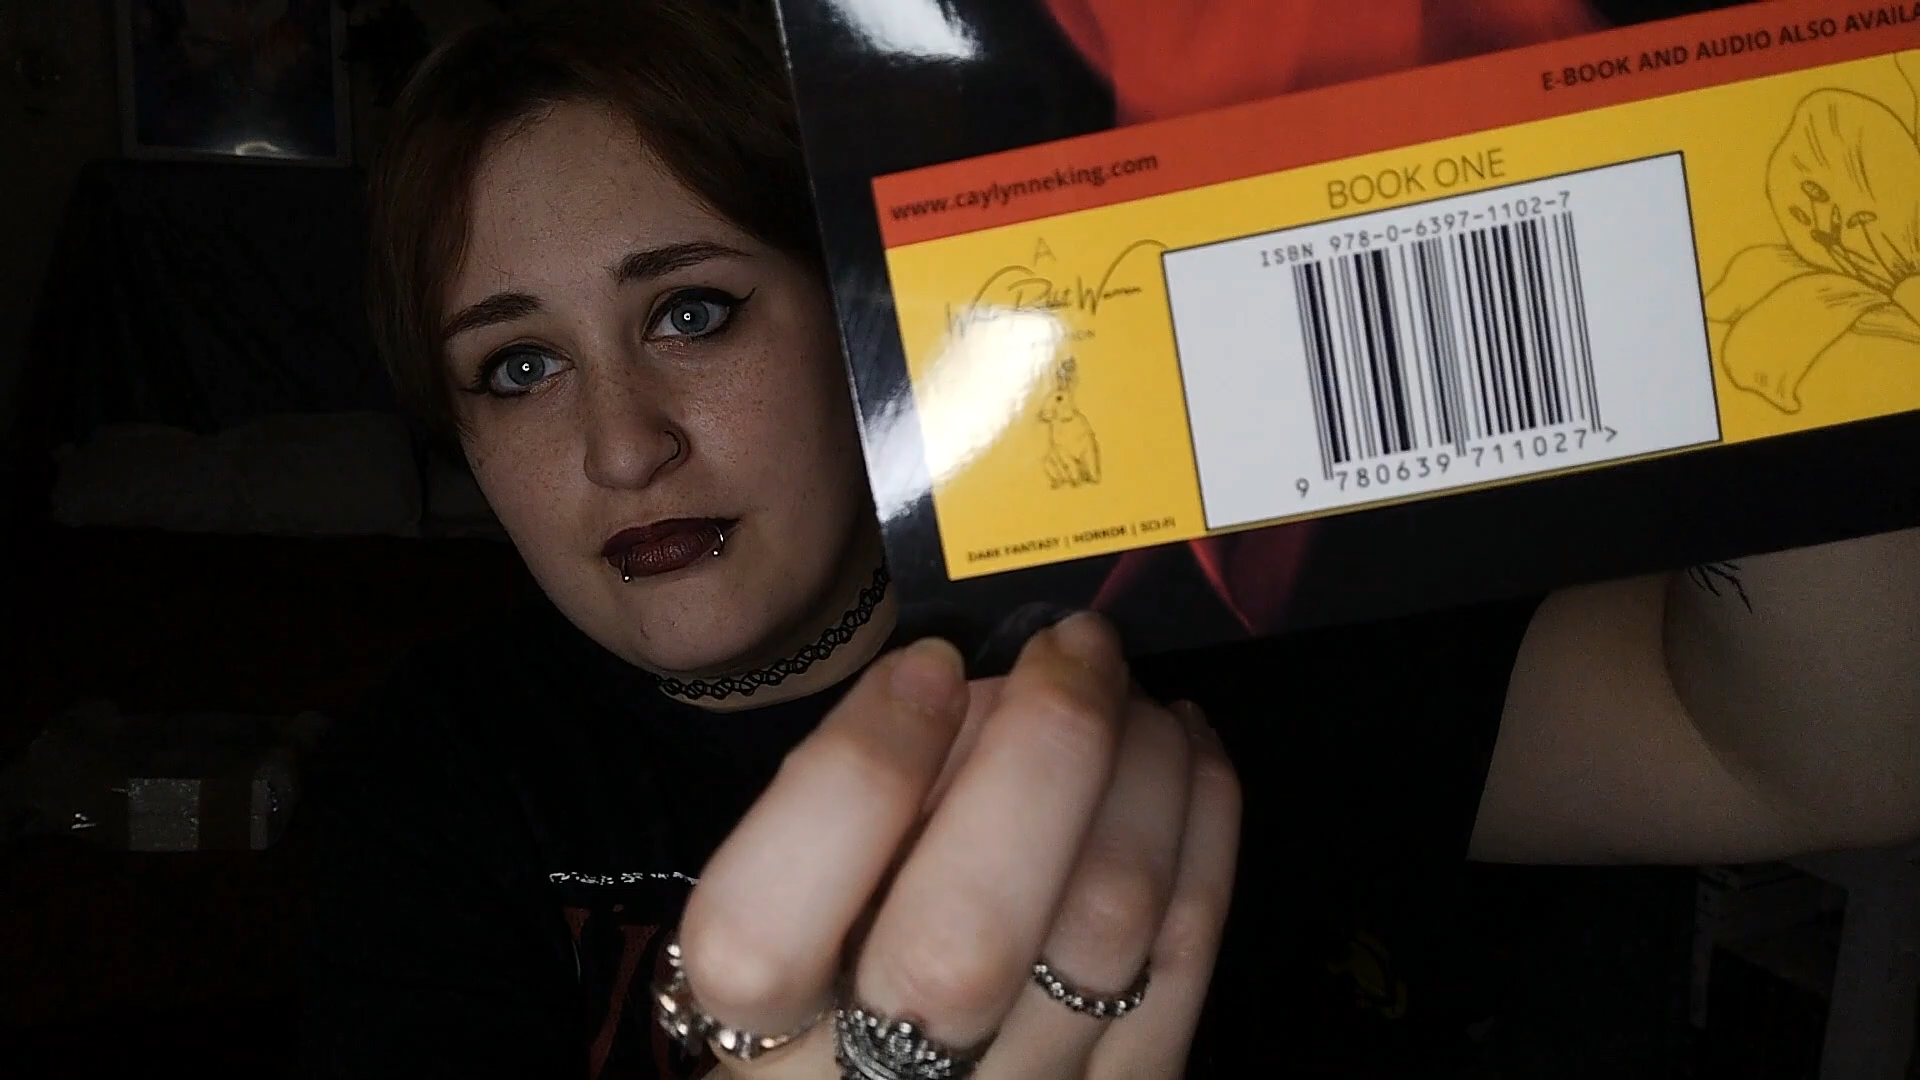 E-BOOK AND AUDIO ALSO
www.caylynneking.com
BOOK ONE
A
ISBN 978-0-6397-1102-7
9 780639 711027 >
DARK FANTASY | HORROR | SCI-FI